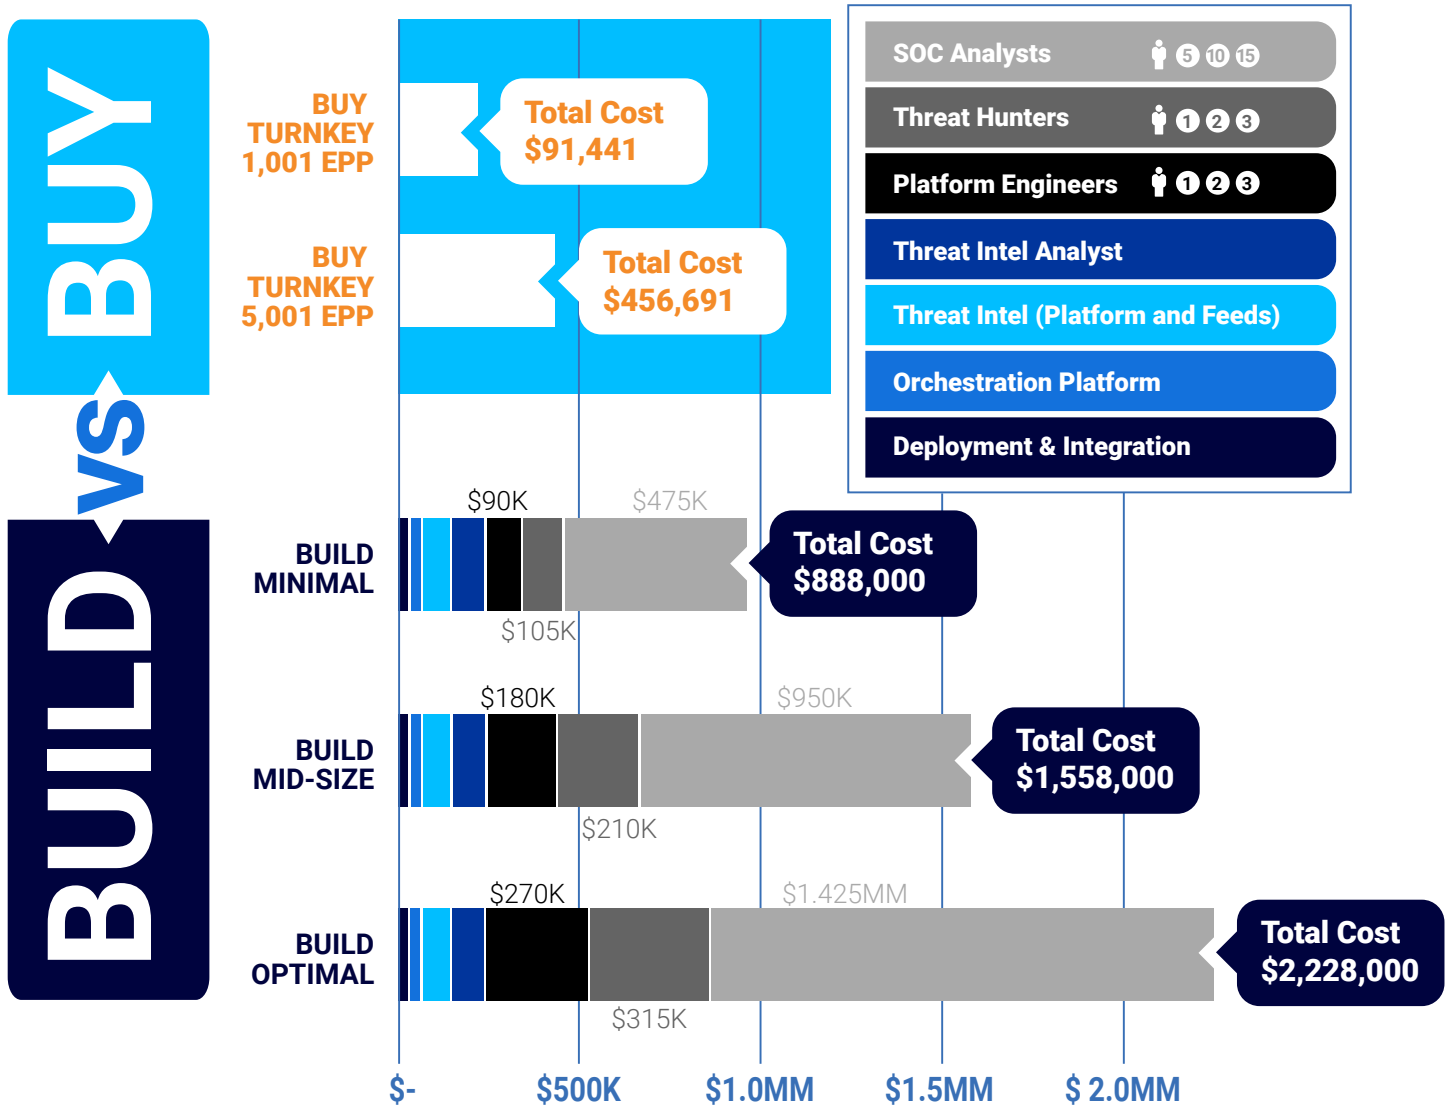 BUY
vs
BUILD
BUY
TURNKEY
1,001 EPP
Total Cost
$91,441
BUY
TURNKEY
5,001 EPP
Total Cost
$456,691
SOC Analysts 5 10 15
Threat Hunters 1 2 3
Platform Engineers 1 2 3
Threat Intel Analyst
Threat Intel (Platform and Feeds)
Orchestration Platform
Deployment & Integration
BUILD
MINIMAL
$90K
$475K
$105K
Total Cost
$888,000
BUILD
MID-SIZE
$180K
$950K
$210K
Total Cost
$1,558,000
BUILD
OPTIMAL
$270K
$1.425MM
$315K
Total Cost
$2,228,000
$- $500K $1.0MM $1.5MM $ 2.0MM